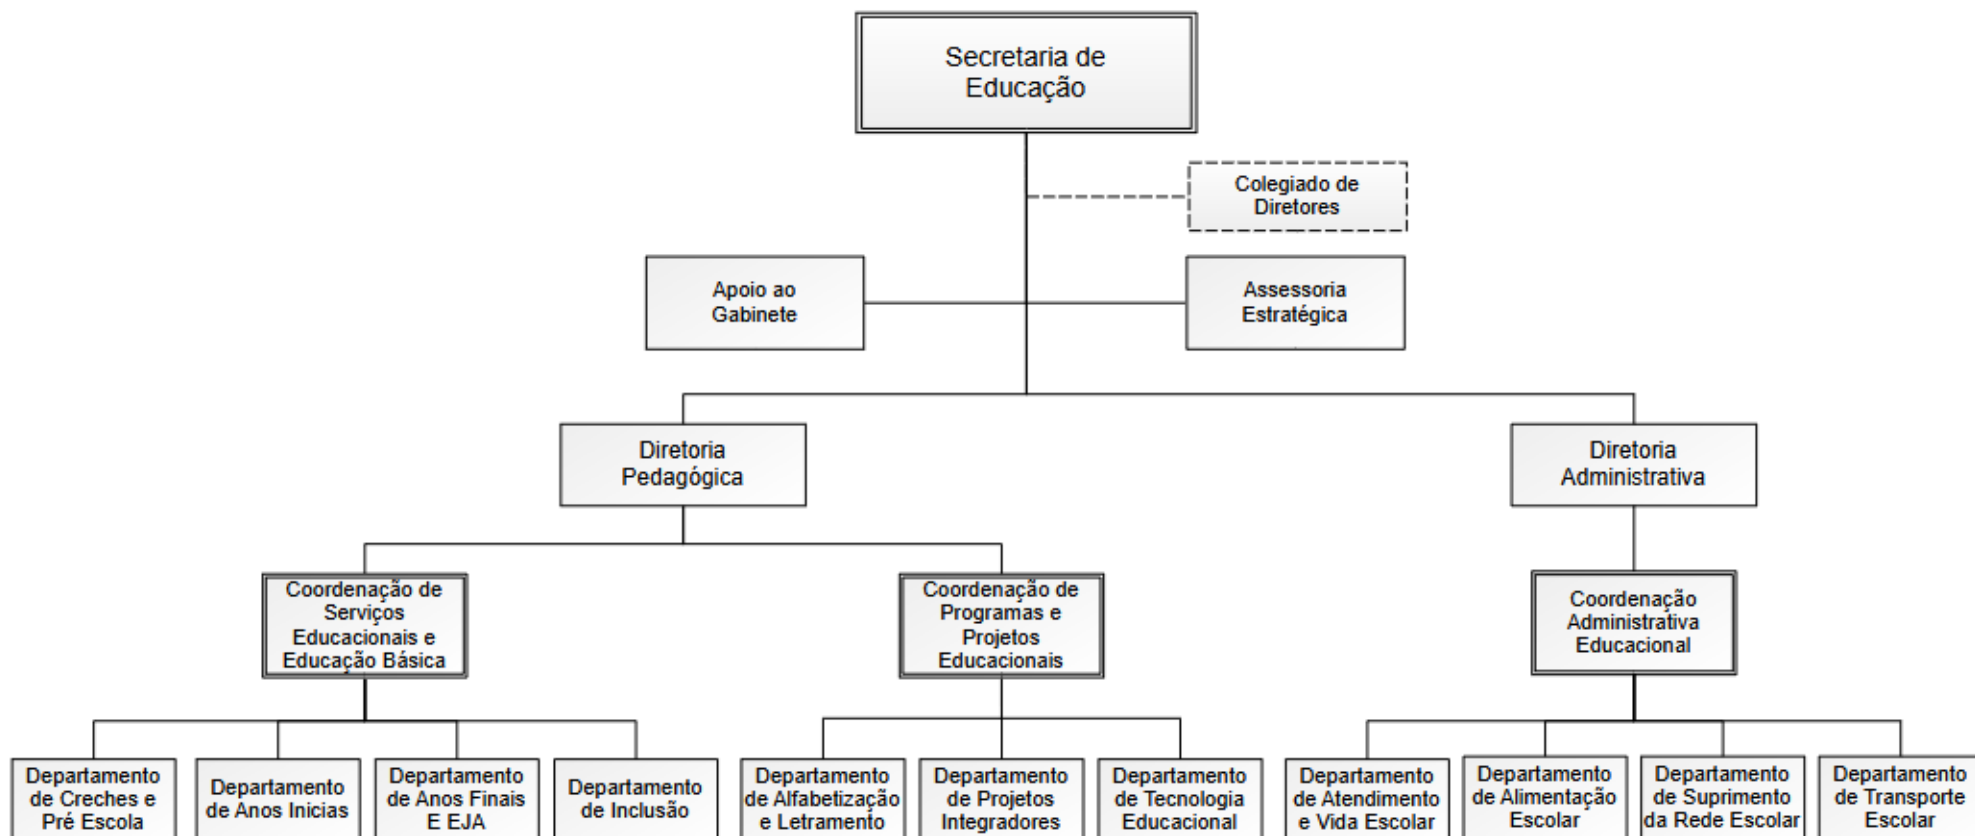 Secretaria de
Educação
Colegiado de
Diretores
Apoio ao
Gabinete
Assessoria
Estratégica
Diretoria
Pedagógica
Diretoria
Administrativa
Coordenação de
Serviços
Educacionais e
Educação Básica
Coordenação de
Programas e
Projetos
Educacionais
Coordenação
Administrativa
Educacional
Departamento
de Creches e
Pré Escola
Departamento
de Anos Inicias
Departamento
de Anos Finais
E EJA
Departamento
de Inclusão
Departamento
de Alfabetização
e Letramento
Departamento
de Projetos
Integradores
Departamento
de Tecnologia
Educacional
Departamento
de Atendimento
e Vida Escolar
Departamento
de Alimentação
Escolar
Departamento
de Suprimento
da Rede Escolar
Departamento
de Transporte
Escolar